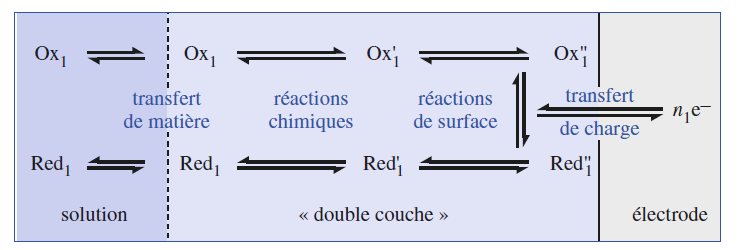 Ox₁ Ox₁ Ox'₁ Ox"₁
transfert de matière
réactions chimiques
réactions de surface
transfert de charge
n₁e⁻
Red₁ Red₁ Red'₁ Red"₁
solution « double couche » électrode